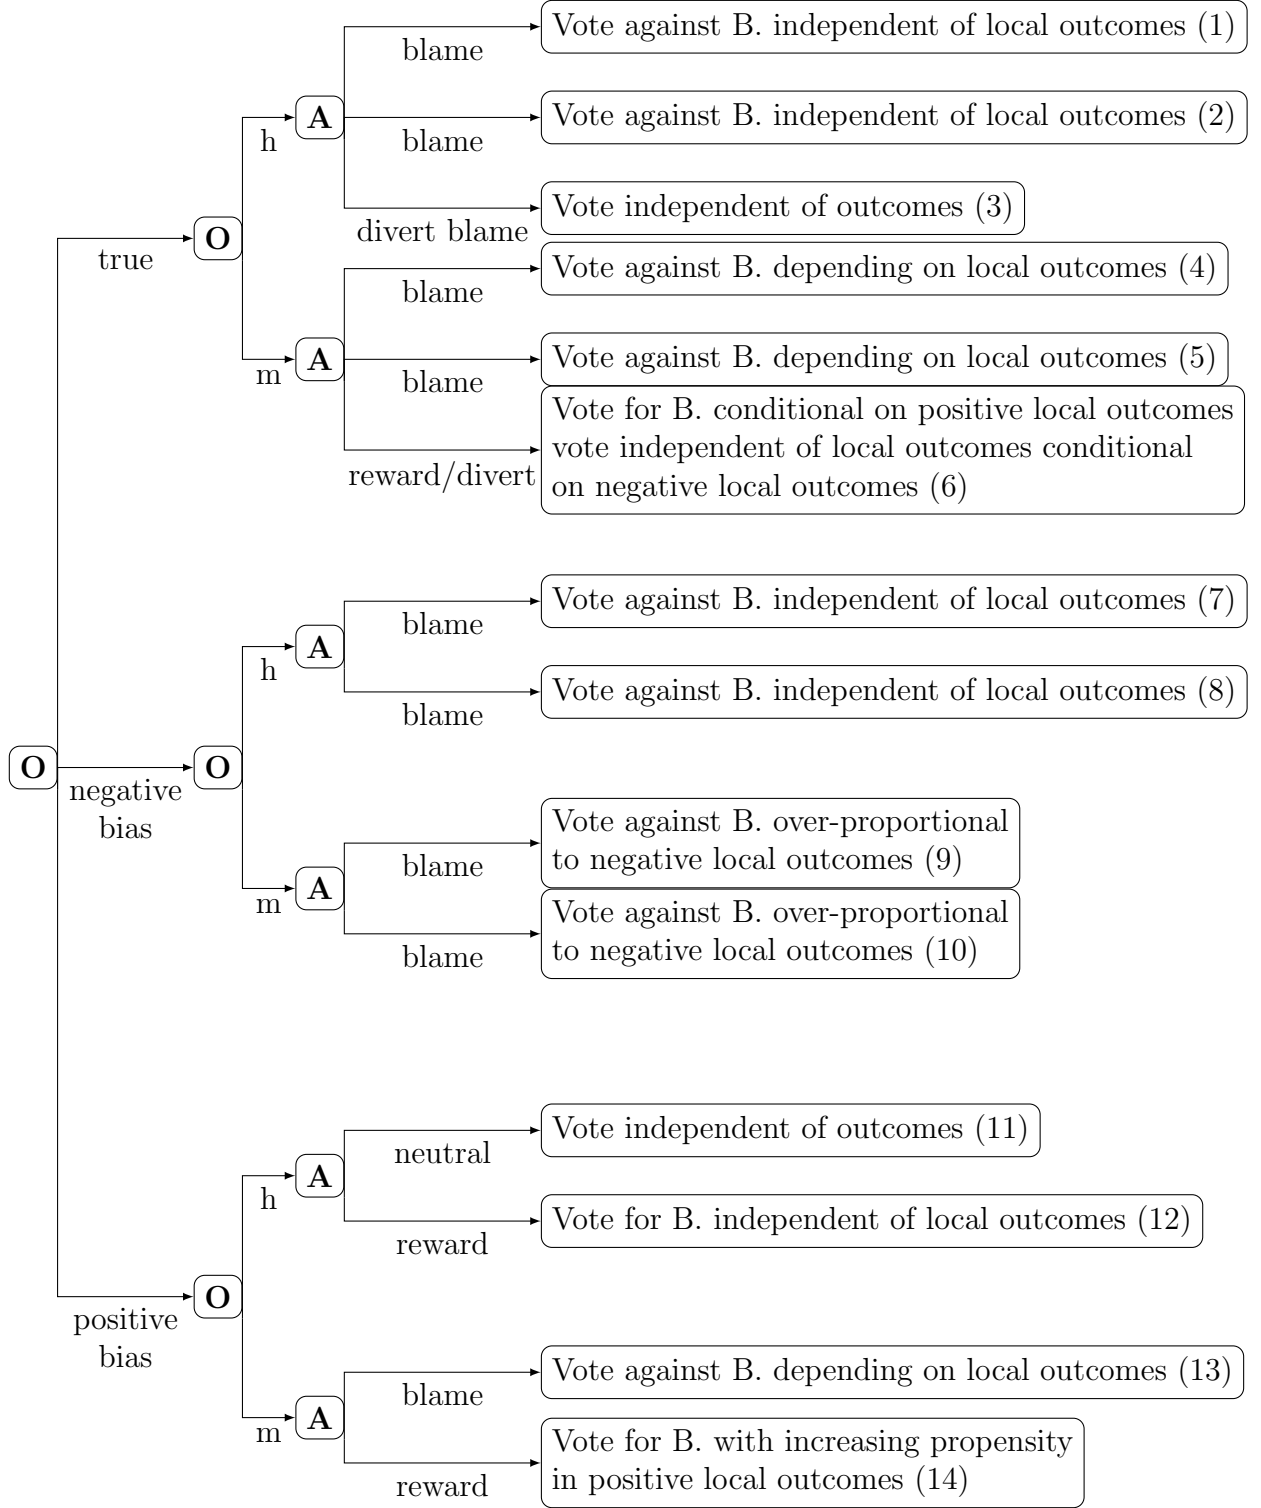 Vote against B. independent of local outcomes (1)
blame
A
Vote against B. independent of local outcomes (2)
h
blame
Vote independent of outcomes (3)
divert blame
O
true
Vote against B. depending on local outcomes (4)
blame
A
Vote against B. depending on local outcomes (5)
m
blame
Vote for B. conditional on positive local outcomes
vote independent of local outcomes conditional
on negative local outcomes (6)
reward/divert
Vote against B. independent of local outcomes (7)
blame
A
h
Vote against B. independent of local outcomes (8)
blame
O
O
negative
bias
Vote against B. over-proportional
to negative local outcomes (9)
blame
A
m
Vote against B. over-proportional
to negative local outcomes (10)
blame
Vote independent of outcomes (11)
neutral
A
h
Vote for B. independent of local outcomes (12)
reward
O
positive
bias
Vote against B. depending on local outcomes (13)
blame
A
m
Vote for B. with increasing propensity
in positive local outcomes (14)
reward